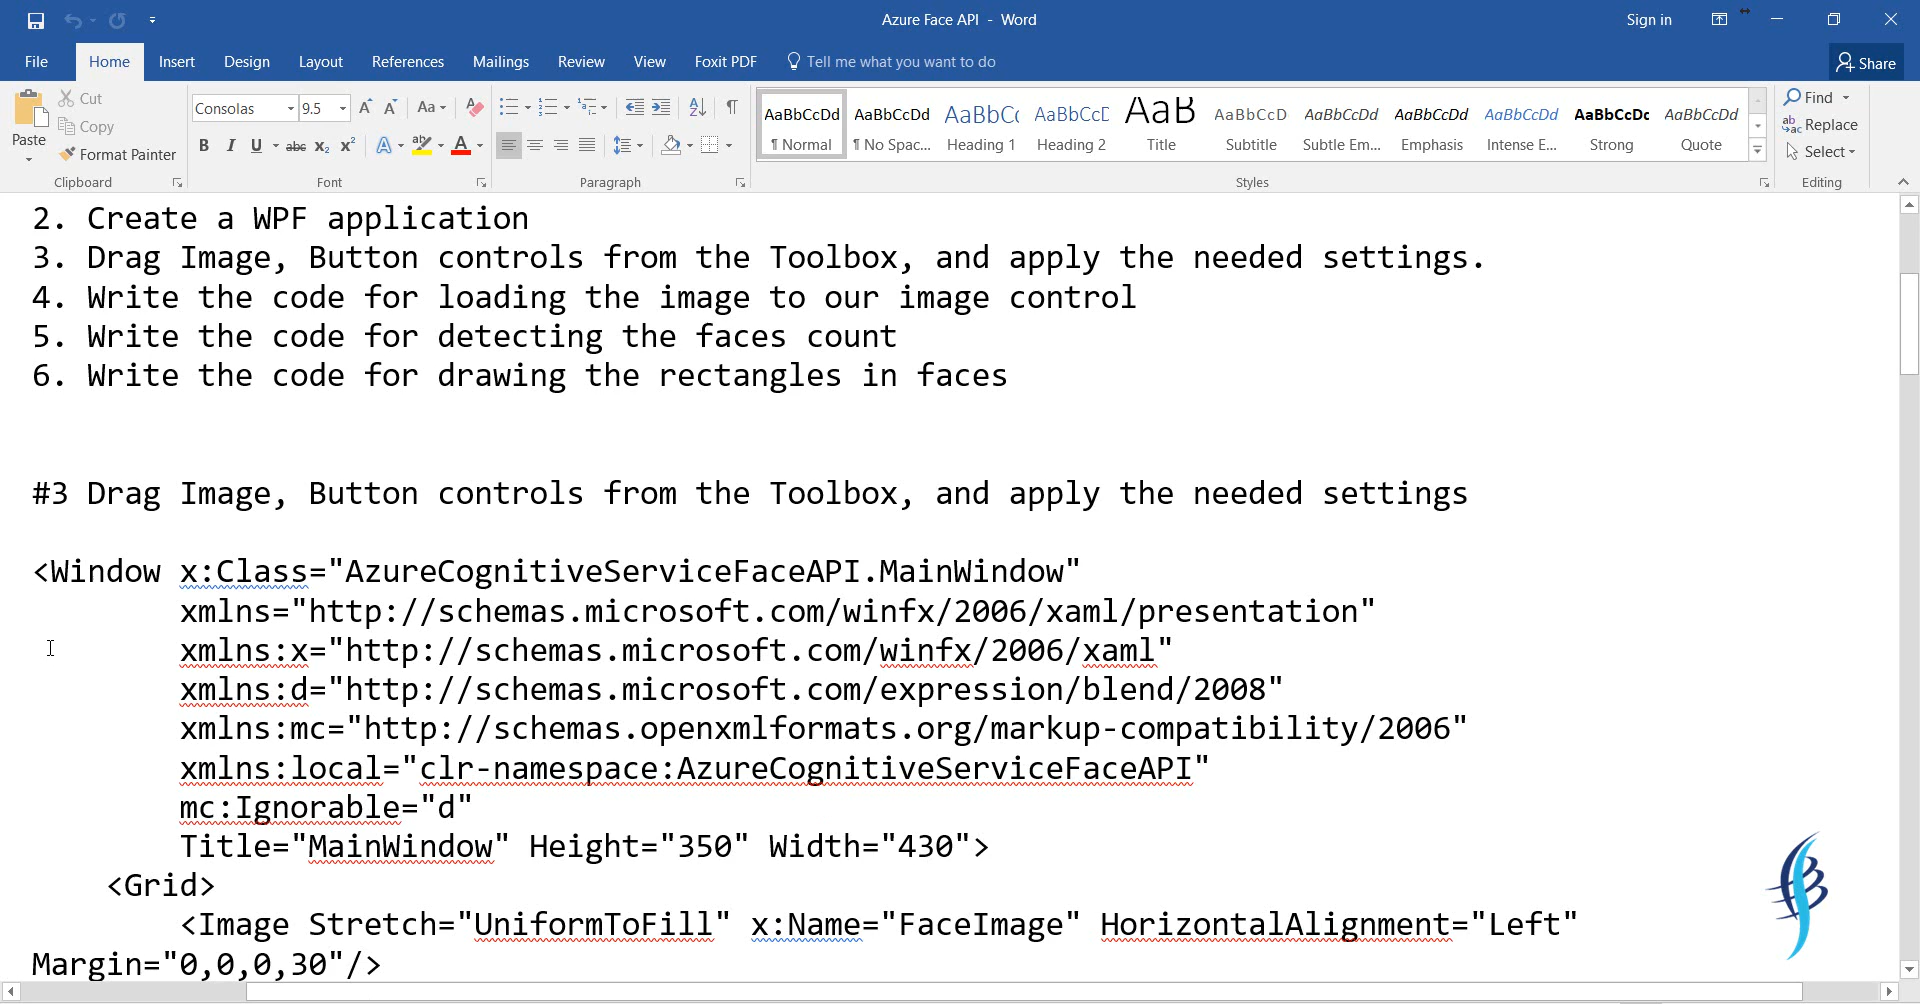 Azure Face API - Word
Sign in
File Home Insert Design Layout References Mailings Review View Foxit PDF Tell me what you want to do Share
Paste
Cut
Copy
Format Painter
Clipboard
Consolas 9.5
Aa
B I U abc X₂ X² A A
Font
Paragraph
AaBbCcDd AaBbCcDd AaBbCc AaBbCcD AaB AaBbCcD AaBbCcDd AaBbCcDd AaBbCcDd AaBbCcDc AaBbCcDd
¶ Normal ¶ No Spac... Heading 1 Heading 2 Title Subtitle Subtle Em... Emphasis Intense E... Strong Quote
Styles
Find
Replace
Select
Editing
2. Create a WPF application
3. Drag Image, Button controls from the Toolbox, and apply the needed settings.
4. Write the code for loading the image to our image control
5. Write the code for detecting the faces count
6. Write the code for drawing the rectangles in faces
#3 Drag Image, Button controls from the Toolbox, and apply the needed settings
<Window x:Class="AzureCognitiveServiceFaceAPI.MainWindow"
xmlns="http://schemas.microsoft.com/winfx/2006/xaml/presentation"
xmlns:x="http://schemas.microsoft.com/winfx/2006/xaml"
xmlns:d="http://schemas.microsoft.com/expression/blend/2008"
xmlns:mc="http://schemas.openxmlformats.org/markup-compatibility/2006"
xmlns:local="clr-namespace:AzureCognitiveServiceFaceAPI"
mc:Ignorable="d"
Title="MainWindow" Height="350" Width="430">
<Grid>
<Image Stretch="UniformToFill" x:Name="FaceImage" HorizontalAlignment="Left"
Margin="0,0,0,30"/>